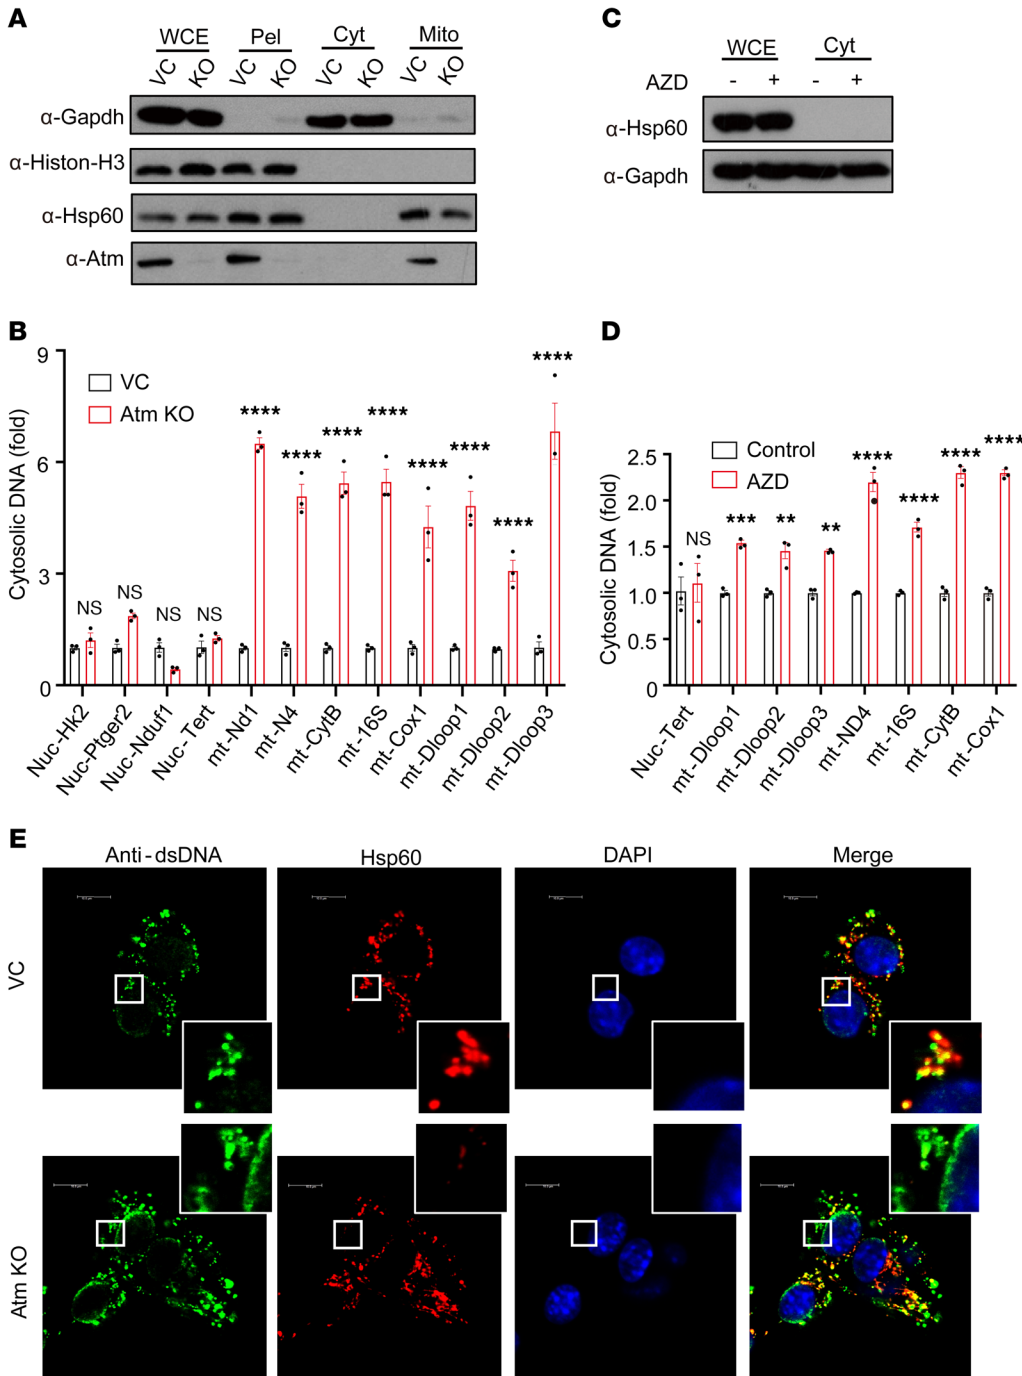 A
WCE Pel Cyt Mito
VC KO VC KO VC KO VC KO
α-Gapdh
α-Histon-H3
α-Hsp60
α-Atm
C
WCE Cyt
AZD - + - +
α-Hsp60
α-Gapdh
B
Cytosolic DNA (fold)
9
6
3
0
VC
Atm KO
NS NS NS NS **** **** **** **** **** **** **** ****
Nuc-Hk2 Nuc-Ptger2 Nuc-Nduf1 Nuc-Tert mt-Nd1 mt-N4 mt-CytB mt-16S mt-Cox1 mt-Dloop1 mt-Dloop2 mt-Dloop3
D
Cytosolic DNA (fold)
2.5
2.0
1.5
1.0
0.5
0
Control
AZD
NS *** ** ** **** **** **** ****
Nuc-Tert mt-Dloop1 mt-Dloop2 mt-Dloop3 mt-ND4 mt-16S mt-CytB mt-Cox1
E
Anti-dsDNA Hsp60 DAPI Merge
VC
Atm KO